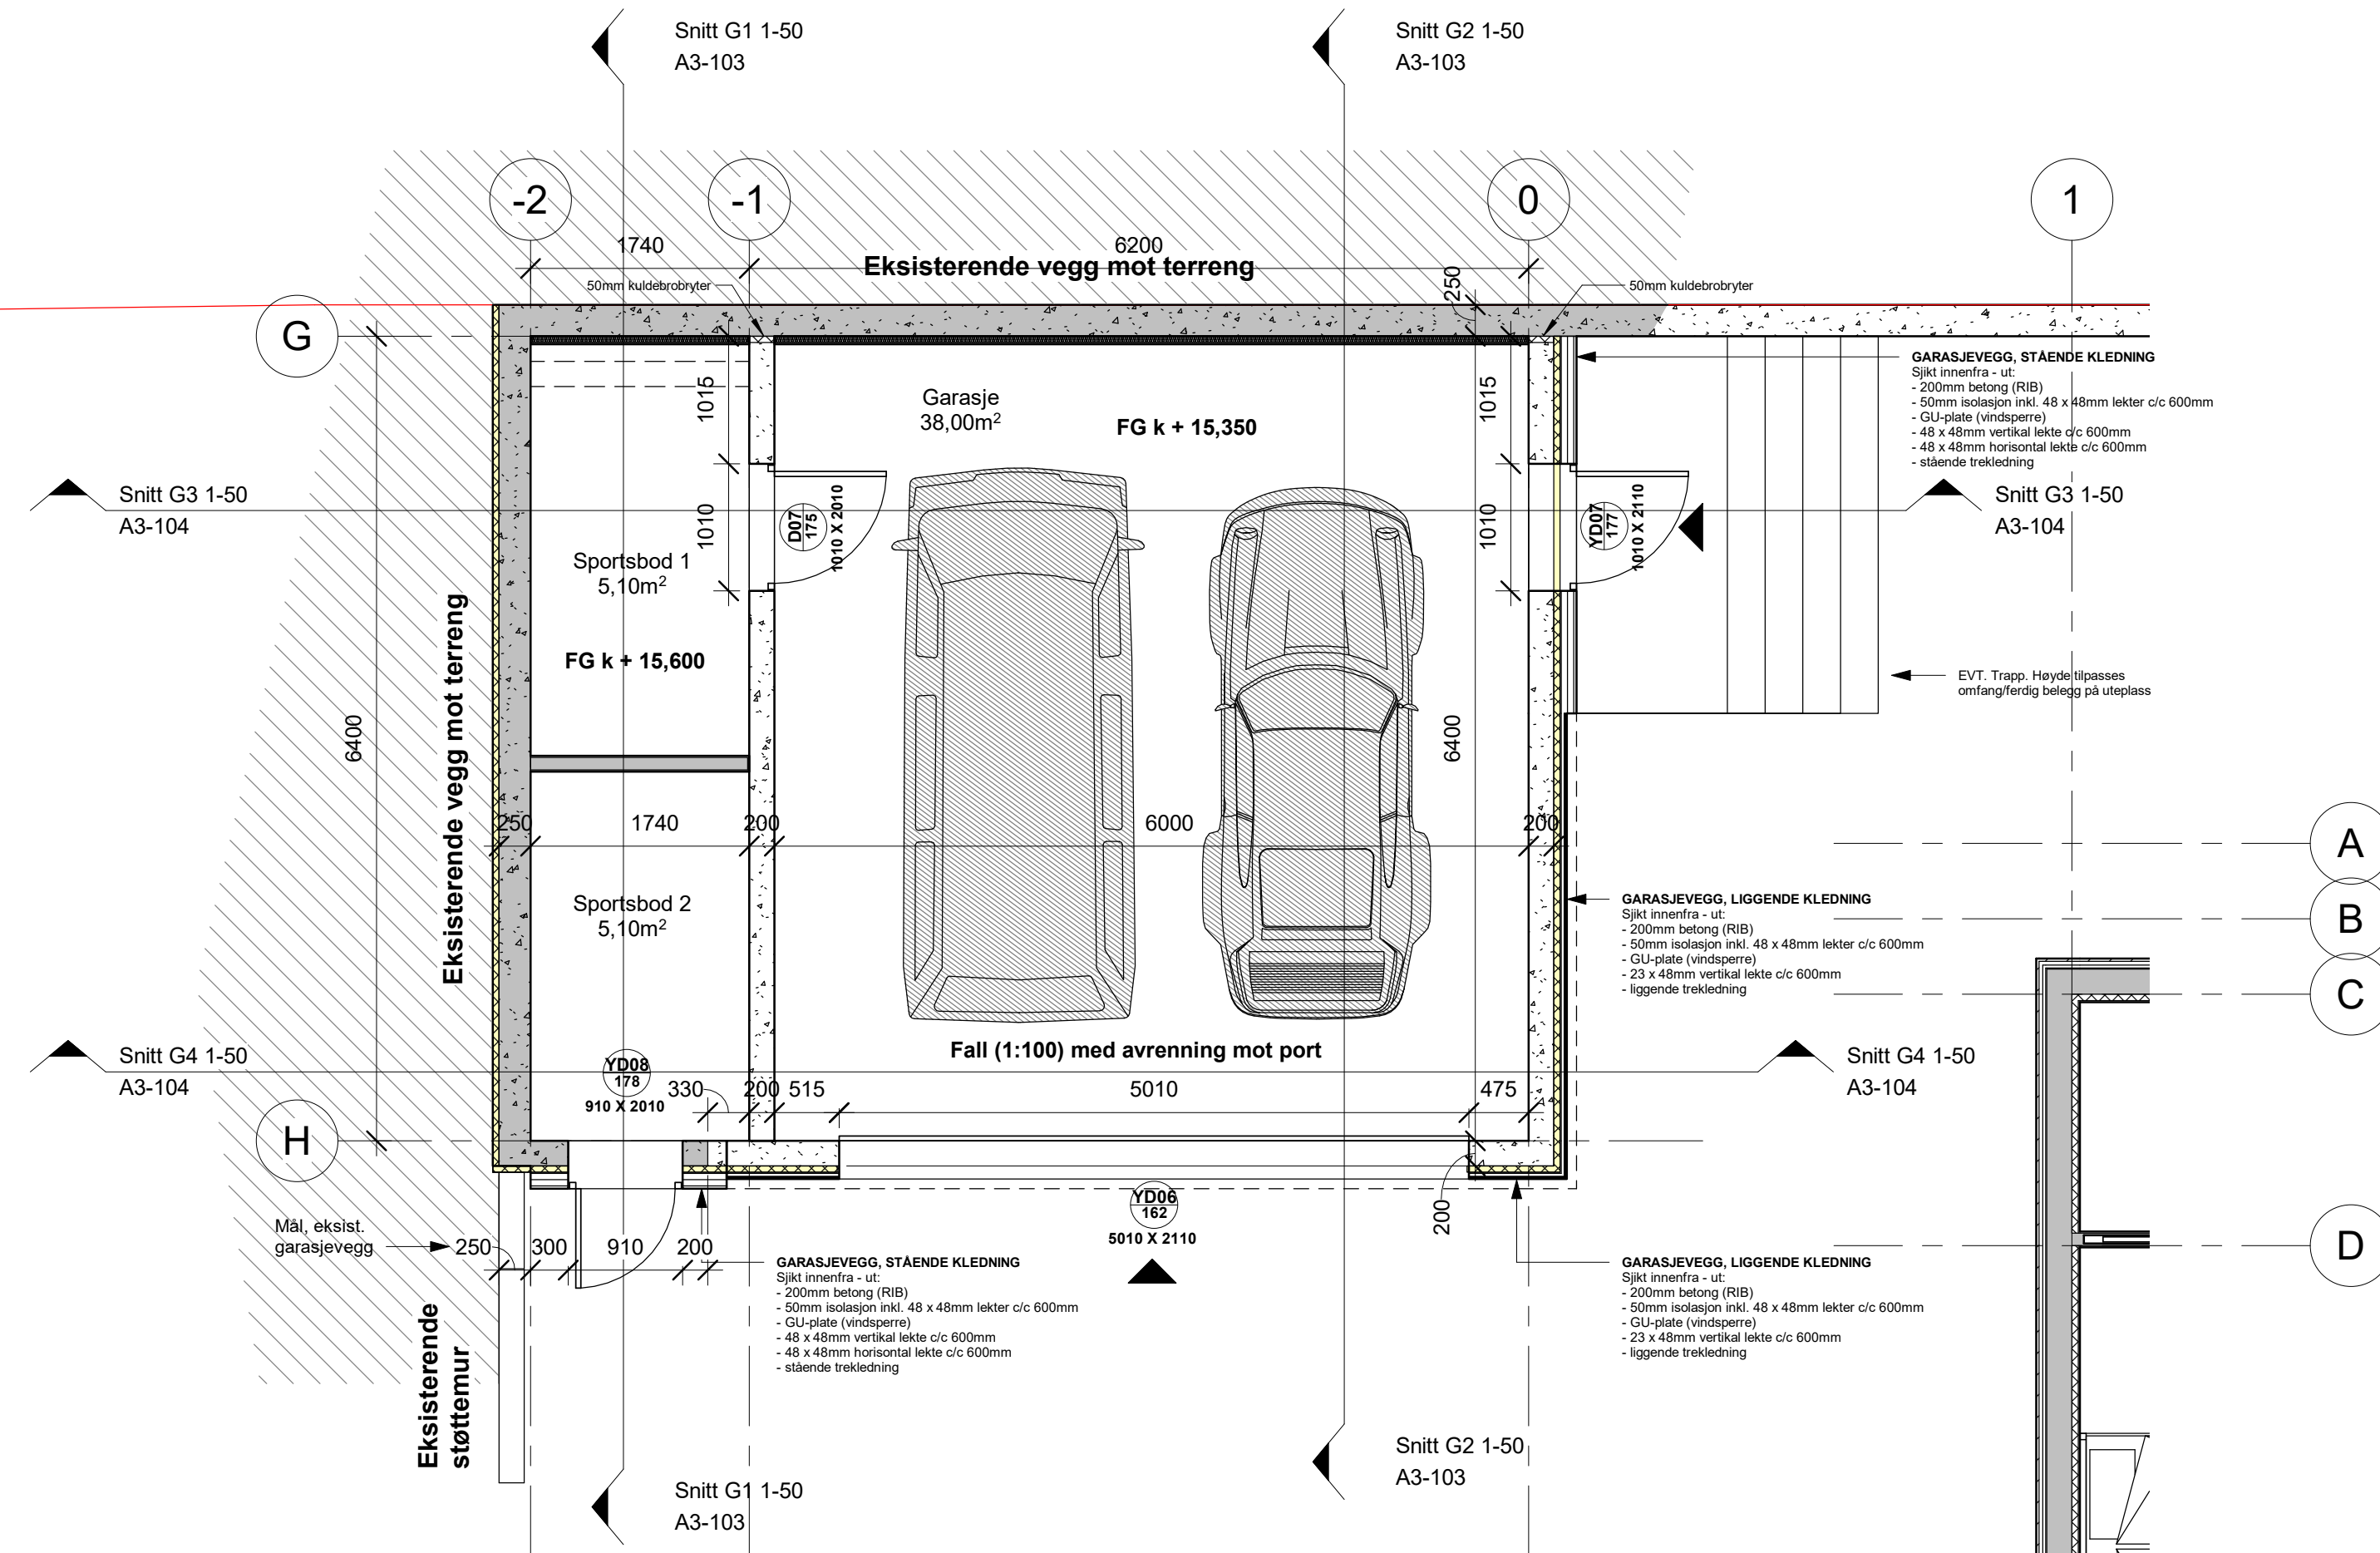 Snitt G1 1-50
A3-103
Snitt G2 1-50
A3-103
-2
-1
0
1
1740
6200
Eksisterende vegg mot terreng
50mm kuldebrobryter
250
50mm kuldebrobryter
G
GARASJEVEGG, STÅENDE KLEDNING
Sjikt innenfra - ut:
- 200mm betong (RIB)
- 50mm isolasjon inkl. 48 x 48mm lekter c/c 600mm
- GU-plate (vindsperre)
- 48 x 48mm vertikal lekte c/c 600mm
- 48 x 48mm horisontal lekte c/c 600mm
- stående trekledning
1015
Garasje
38,00m²
FG k + 15,350
1015
Snitt G3 1-50
A3-104
Snitt G3 1-50
A3-104
1010
D07
175
1010 X 2010
1010
YD07
177
1010 X 2110
Sportsbod 1
5,10m²
FG k + 15,600
EVT. Trapp. Høyde tilpasses
omfang/ferdig belegg på uteplass
6400
Eksisterende vegg mot terreng
6400
250
1740
200
6000
200
A
B
C
D
Sportsbod 2
5,10m²
GARASJEVEGG, LIGGENDE KLEDNING
Sjikt innenfra - ut:
- 200mm betong (RIB)
- 50mm isolasjon inkl. 48 x 48mm lekter c/c 600mm
- GU-plate (vindsperre)
- 23 x 48mm vertikal lekte c/c 600mm
- liggende trekledning
Fall (1:100) med avrenning mot port
Snitt G4 1-50
A3-104
Snitt G4 1-50
A3-104
YD08
178
910 X 2010
330
200
515
5010
475
H
200
YD06
162
5010 X 2110
Mål, eksist.
garasjevegg
250
300
910
200
GARASJEVEGG, STÅENDE KLEDNING
Sjikt innenfra - ut:
- 200mm betong (RIB)
- 50mm isolasjon inkl. 48 x 48mm lekter c/c 600mm
- GU-plate (vindsperre)
- 48 x 48mm vertikal lekte c/c 600mm
- 48 x 48mm horisontal lekte c/c 600mm
- stående trekledning
GARASJEVEGG, LIGGENDE KLEDNING
Sjikt innenfra - ut:
- 200mm betong (RIB)
- 50mm isolasjon inkl. 48 x 48mm lekter c/c 600mm
- GU-plate (vindsperre)
- 23 x 48mm vertikal lekte c/c 600mm
- liggende trekledning
Eksisterende
støttemur
Snitt G1 1-50
A3-103
Snitt G2 1-50
A3-103